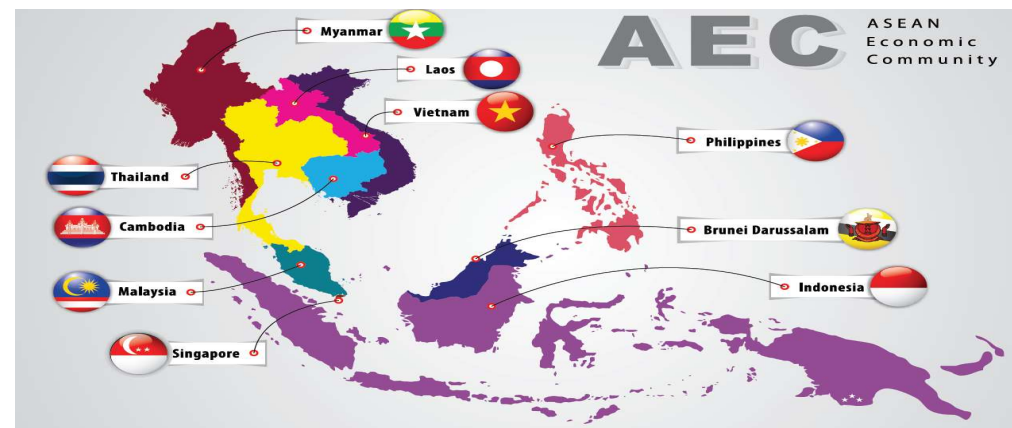 AEC
ASEAN
Economic
Community
Myanmar
Laos
Vietnam
Philippines
Thailand
Cambodia
Brunei Darussalam
Malaysia
Indonesia
Singapore